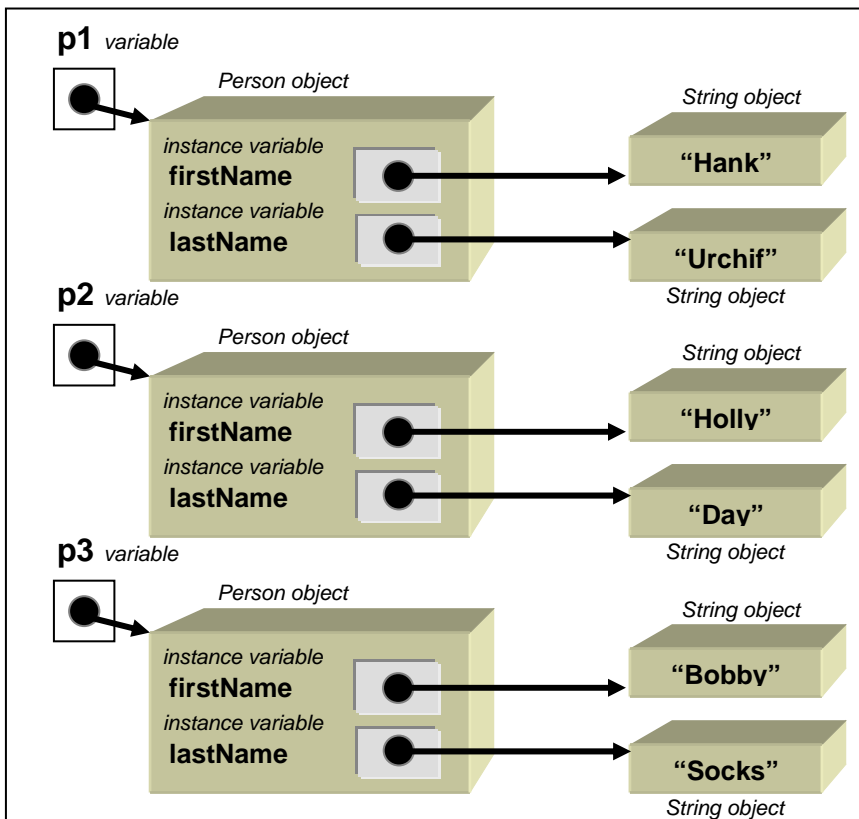 p1 variable
Person object
String object
instance variable
firstName
“Hank”
instance variable
lastName
“Urchif”
String object
p2 variable
Person object
String object
instance variable
firstName
“Holly”
instance variable
lastName
“Day”
String object
p3 variable
Person object
String object
instance variable
firstName
“Bobby”
instance variable
lastName
“Socks”
String object